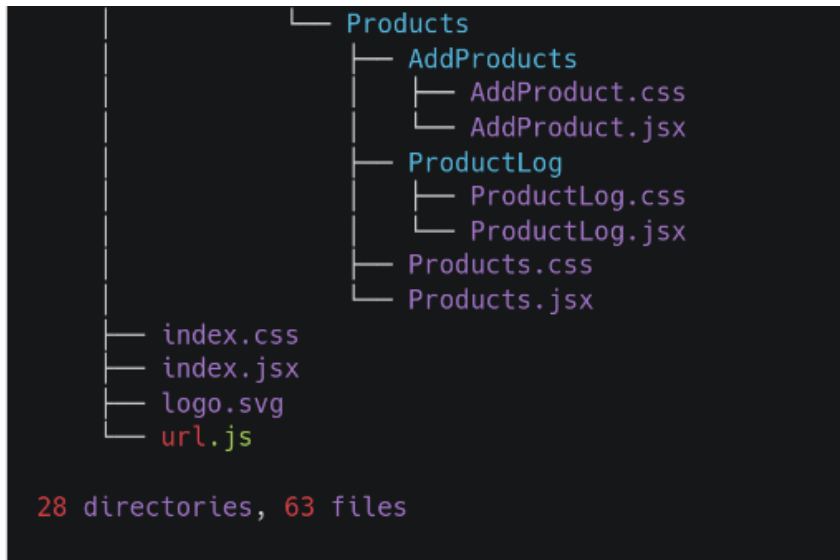 Products
AddProducts
AddProduct.css
AddProduct.jsx
ProductLog
ProductLog.css
ProductLog.jsx
Products.css
Products.jsx
index.css
index.jsx
logo.svg
url.js
28 directories, 63 files